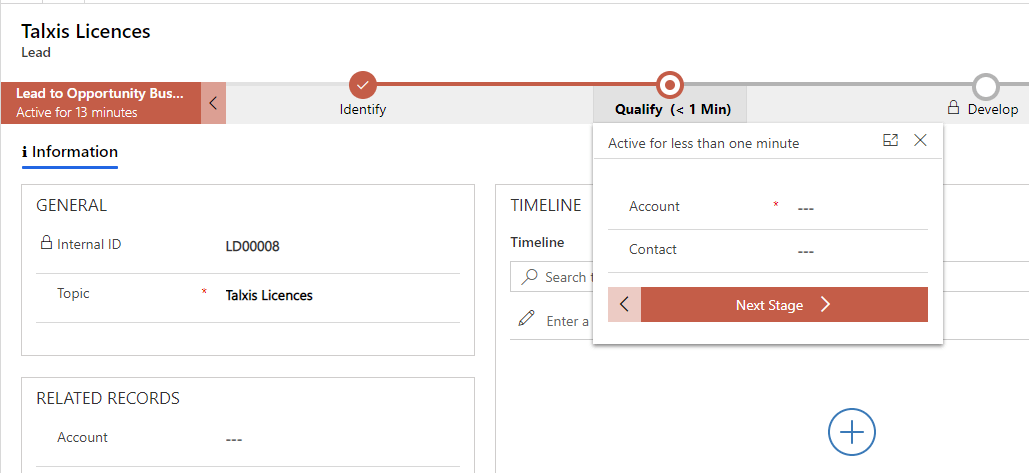 Talxis Licences
Lead
Lead to Opportunity Bus...
Active for 13 minutes
Identify
Qualify (< 1 Min)
Develop
Information
Active for less than one minute
GENERAL
Internal ID
LD00008
Topic
*
Talxis Licences
TIMELINE
Timeline
Search
Enter a
Account
*
---
Contact
---
Next Stage
RELATED RECORDS
Account
---